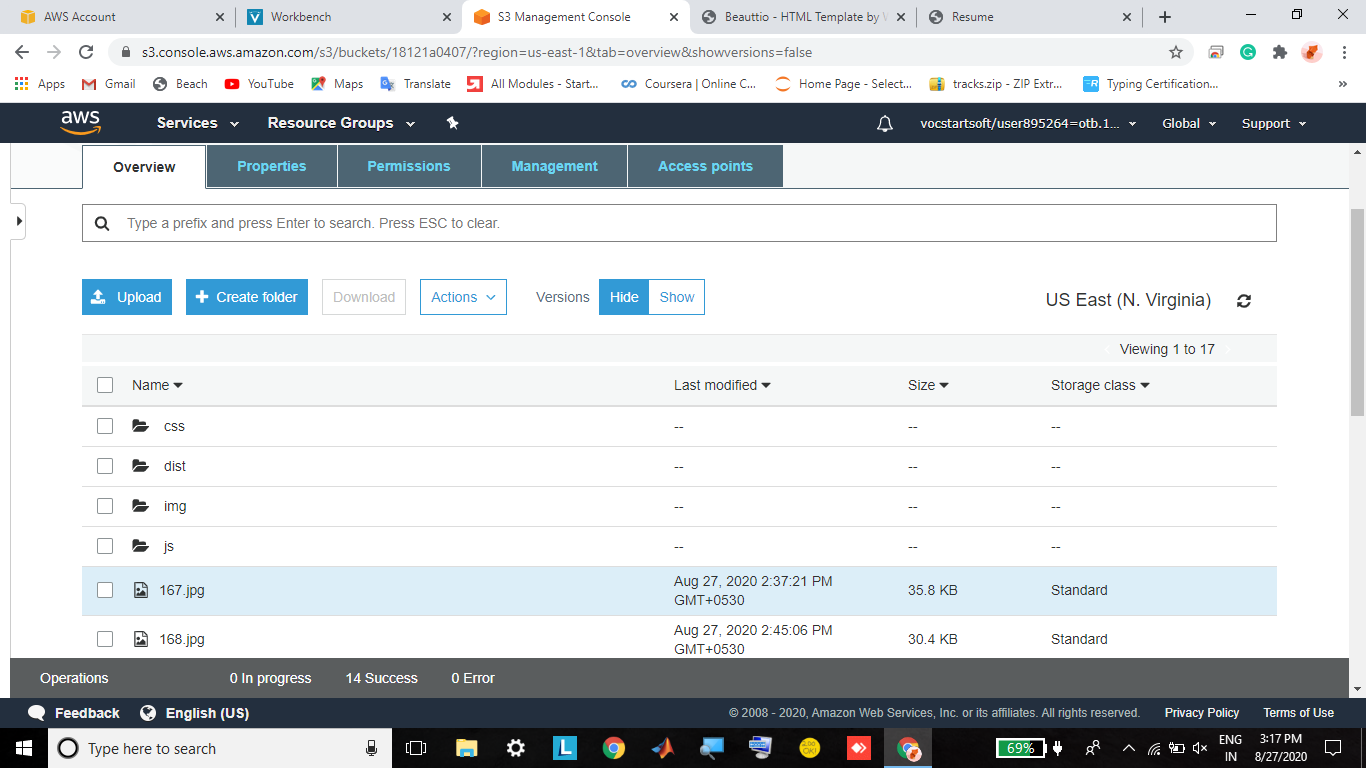 AWS Account
Workbench
S3 Management Console
Beauttio - HTML Template by W
Resume
s3.console.aws.amazon.com/s3/buckets/18121a0407/?region=us-east-1&tab=overview&showversions=false
Apps
Gmail
Beach
YouTube
Maps
Translate
All Modules - Start...
Coursera | Online C...
Home Page - Select...
tracks.zip - ZIP Extr...
Typing Certification...
aws
Services
Resource Groups
vocstartsoft/user895264=otb.1...
Global
Support
Overview
Properties
Permissions
Management
Access points
Type a prefix and press Enter to search. Press ESC to clear.
Upload
Create folder
Download
Actions
Versions
Hide
Show
US East (N. Virginia)
Viewing 1 to 17
Name Last modified Size Storage class
css -- -- --
dist -- -- --
img -- -- --
js -- -- --
167.jpg Aug 27, 2020 2:37:21 PM 35.8 KB Standard
GMT+0530
168.jpg Aug 27, 2020 2:45:06 PM 30.4 KB Standard
GMT+0530
Operations 0 In progress 14 Success 0 Error
Feedback English (US) © 2008 - 2020, Amazon Web Services, Inc. or its affiliates. All rights reserved. Privacy Policy Terms of Use
Type here to search
69%
ENG
IN
3:17 PM
8/27/2020